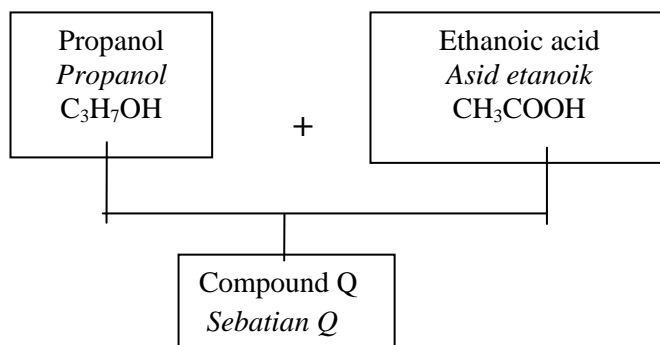 Propanol
Propanol
C₃H₇OH
+
Ethanoic acid
Asid etanoik
CH₃COOH
Compound Q
Sebatian Q